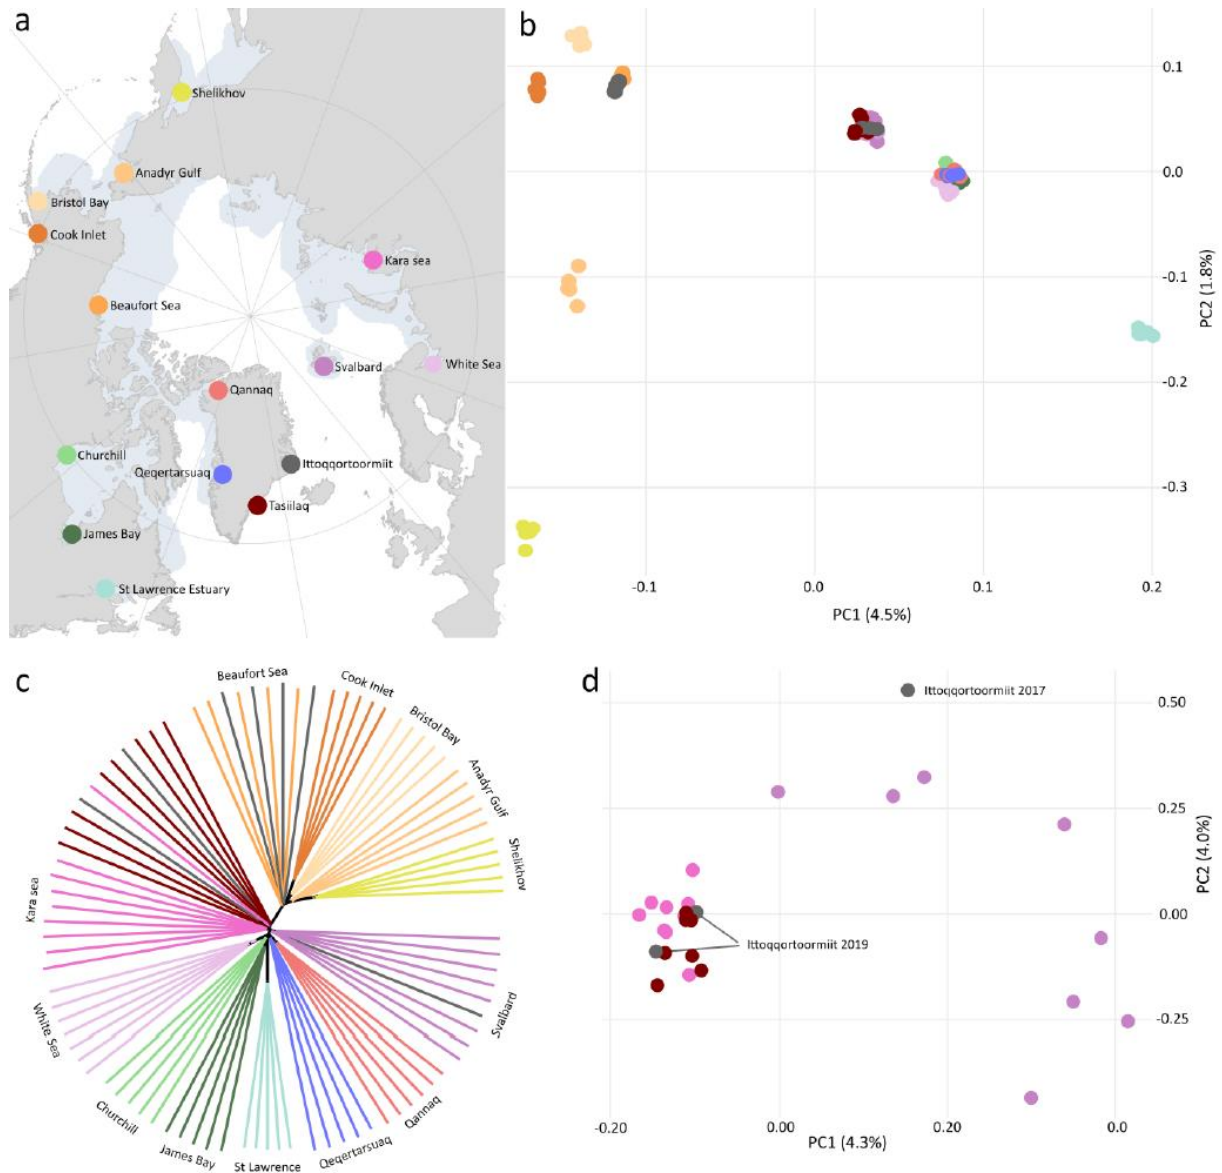 a
Shelikhov
Anadyr Gulf
Bristol Bay
Cook Inlet
Kara sea
Beaufort Sea
Svalbard
White Sea
Qannaq
Churchill
Qeqertarsuaq
Ittoqqortoormiit
Tasiilaq
James Bay
St Lawrence Estuary
b
0.1
0.0
-0.1
-0.2
-0.3
PC2 (1.8%)
-0.1
0.0
0.1
0.2
PC1 (4.5%)
c
Beaufort Sea
Cook Inlet
Bristol Bay
Anadyr Gulf
Shelikhov
Kara sea
Svalbard
White Sea
Qannaq
Churchill
James Bay
St Lawrence
Qeqertarsuaq
d
Ittoqqortoormiit 2017
0.50
0.25
0.00
-0.25
PC2 (4.0%)
Ittoqqortoormiit 2019
-0.20
0.00
0.20
0.0
PC1 (4.3%)